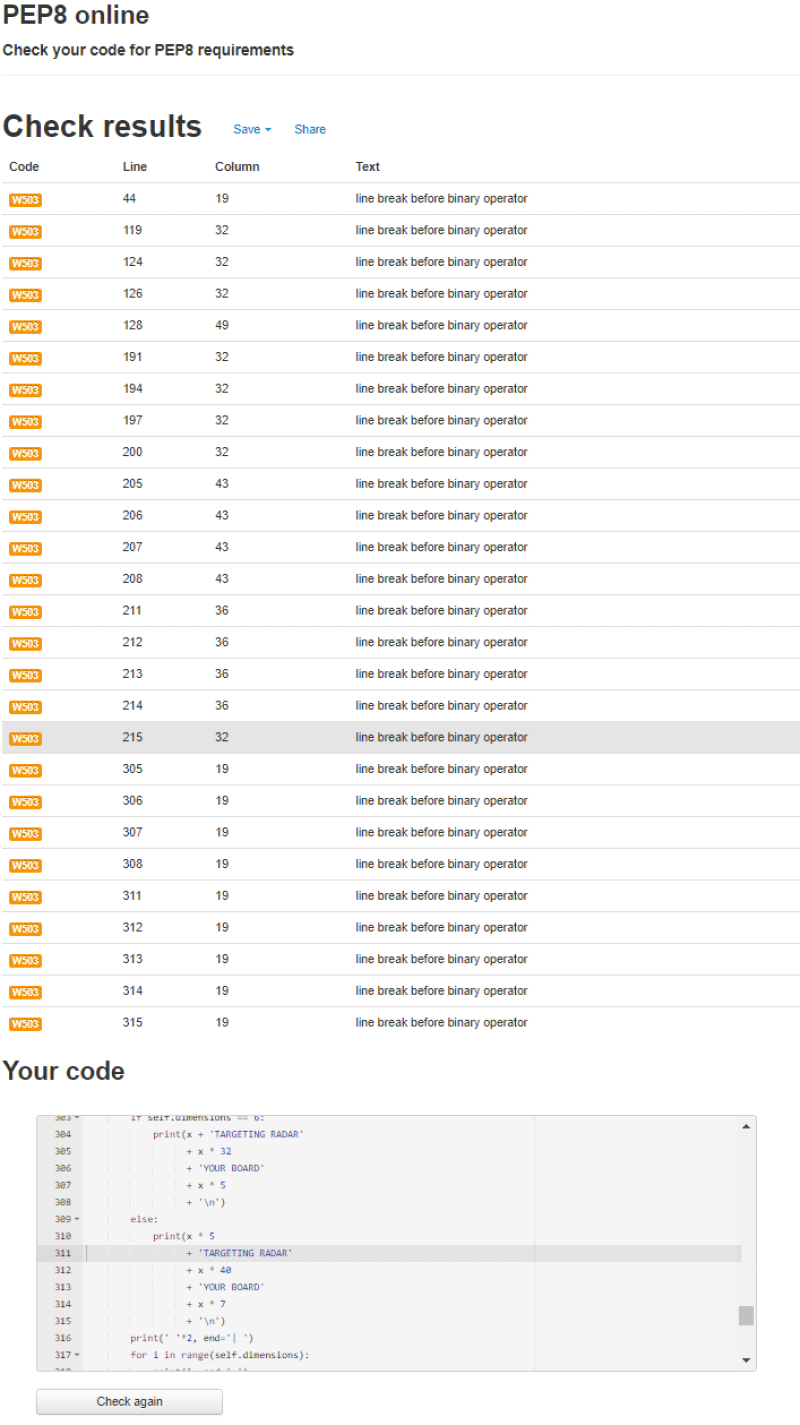 PEP8 online
Check your code for PEP8 requirements
Check results Save Share
Code Line Column Text
W503 44 19 line break before binary operator
W503 119 32 line break before binary operator
W503 124 32 line break before binary operator
W503 126 32 line break before binary operator
W503 128 49 line break before binary operator
W503 191 32 line break before binary operator
W503 194 32 line break before binary operator
W503 197 32 line break before binary operator
W503 200 32 line break before binary operator
W503 205 43 line break before binary operator
W503 206 43 line break before binary operator
W503 207 43 line break before binary operator
W503 208 43 line break before binary operator
W503 211 36 line break before binary operator
W503 212 36 line break before binary operator
W503 213 36 line break before binary operator
W503 214 36 line break before binary operator
W503 215 32 line break before binary operator
W503 305 19 line break before binary operator
W503 306 19 line break before binary operator
W503 307 19 line break before binary operator
W503 308 19 line break before binary operator
W503 311 19 line break before binary operator
W503 312 19 line break before binary operator
W503 313 19 line break before binary operator
W503 314 19 line break before binary operator
W503 315 19 line break before binary operator
Your code
303 if self.dimensions == 6:
304 print(x + 'TARGETING RADAR'
305 + x * 32
306 + 'YOUR BOARD'
307 + x * 5
308 + '\n')
309 else:
310 print(x * 5
311 + 'TARGETING RADAR'
312 + x * 40
313 + 'YOUR BOARD'
314 + x * 7
315 + '\n')
316 print(' '*2, end='| ')
317 for i in range(self.dimensions):
Check again